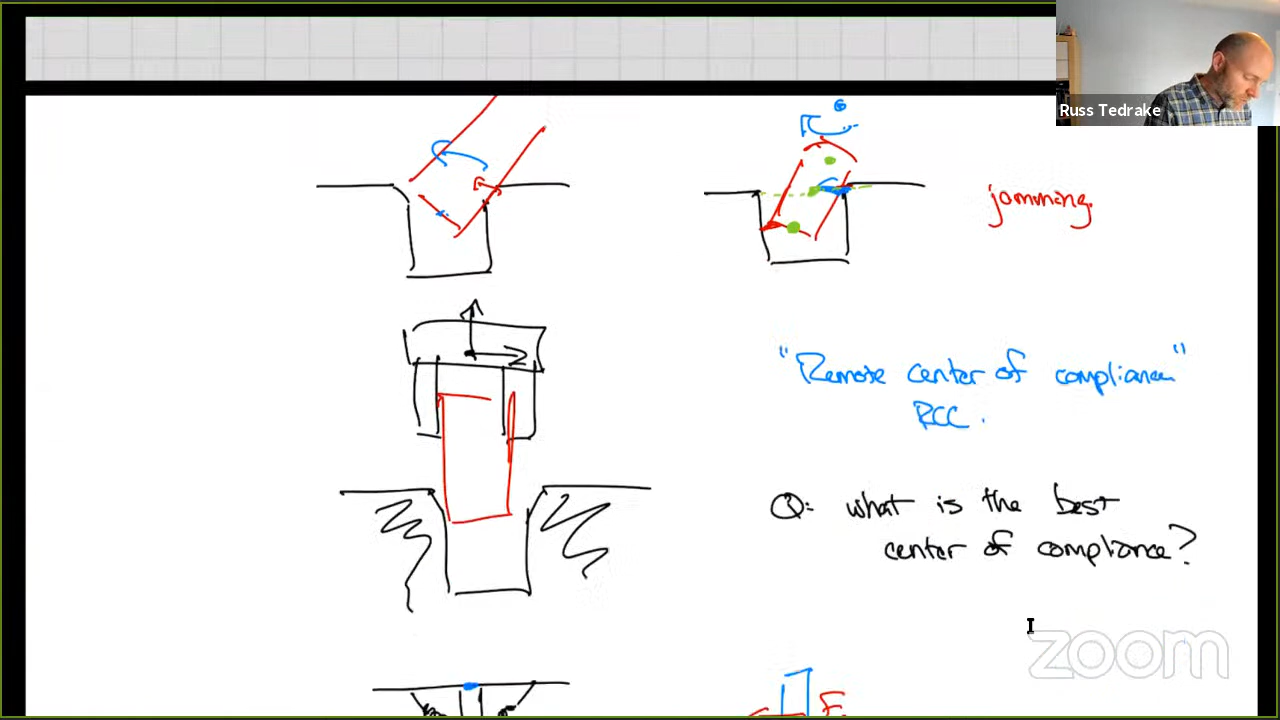 Russ Tedrake
jamming.
"Remote center of compliance"
RCC.
Q: what is the best
center of compliance?
zoom
F